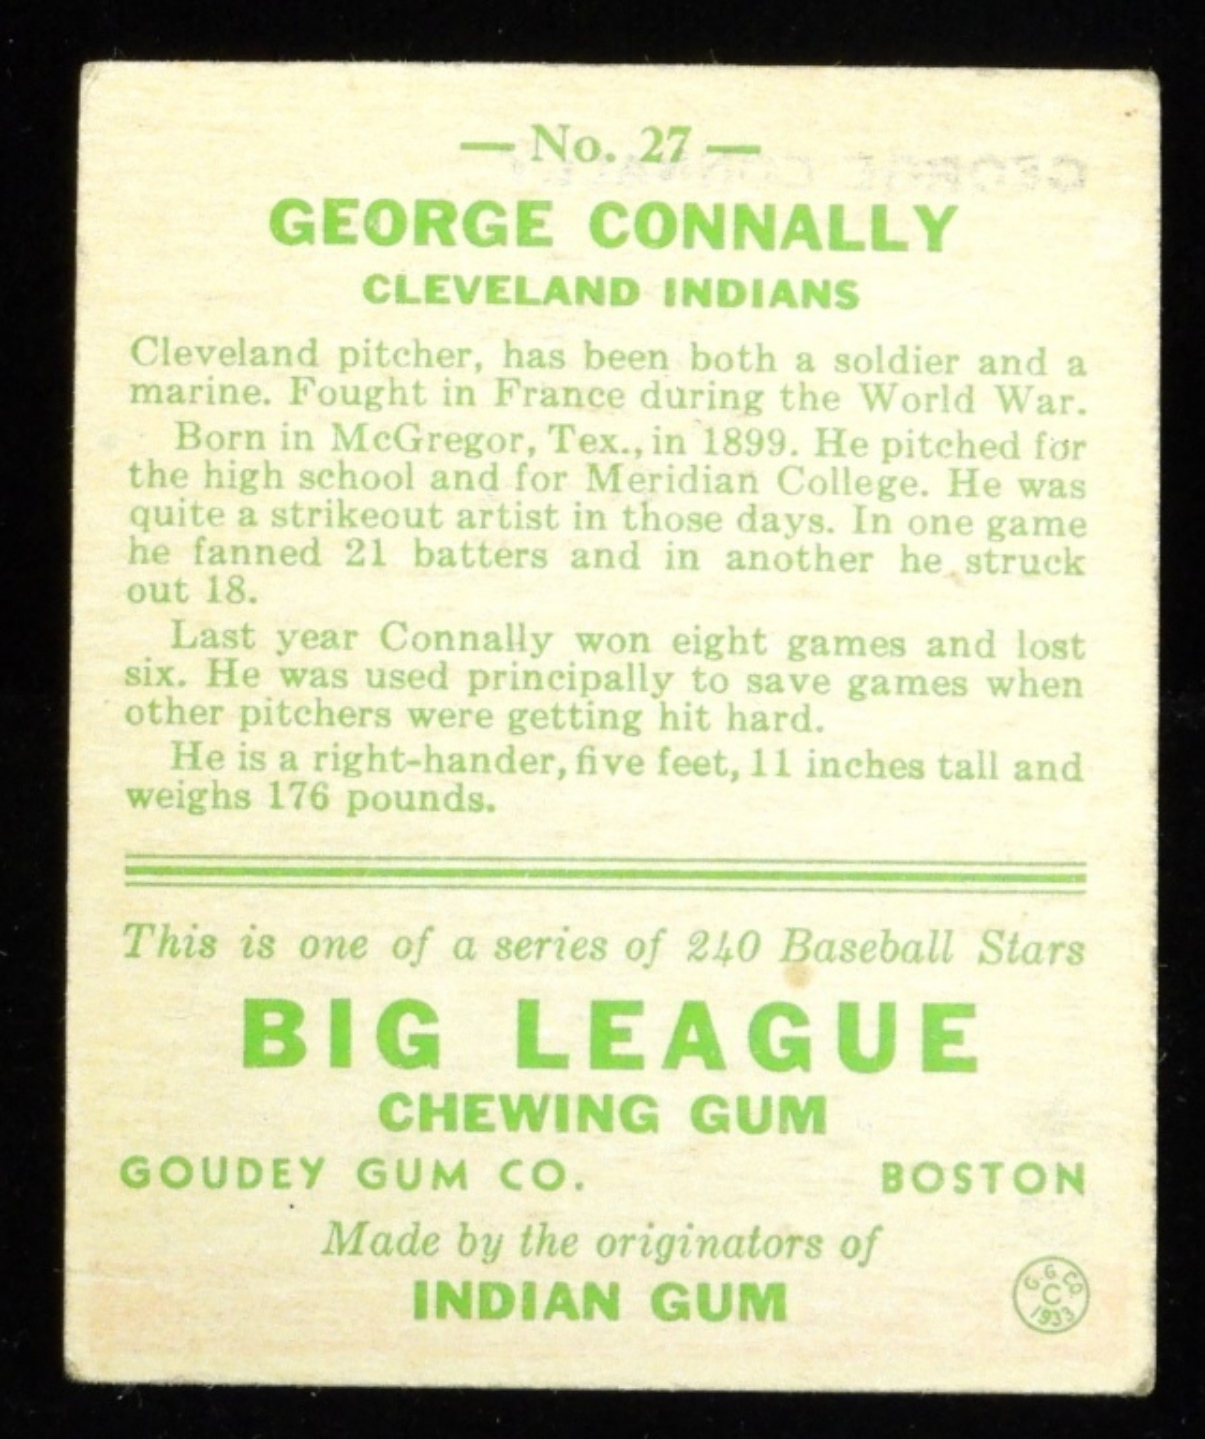 — No. 27 —
GEORGE CONNALLY
CLEVELAND INDIANS
Cleveland pitcher, has been both a soldier and a
marine. Fought in France during the World War.
Born in McGregor, Tex., in 1899. He pitched for
the high school and for Meridian College. He was
quite a strikeout artist in those days. In one game
he fanned 21 batters and in another he struck
out 18.
Last year Connally won eight games and lost
six. He was used principally to save games when
other pitchers were getting hit hard.
He is a right-hander, five feet, 11 inches tall and
weighs 176 pounds.
This is one of a series of 240 Baseball Stars
BIG LEAGUE
CHEWING GUM
GOUDEY GUM CO. BOSTON
Made by the originators of
INDIAN GUM
G. G. CO.
C
1933